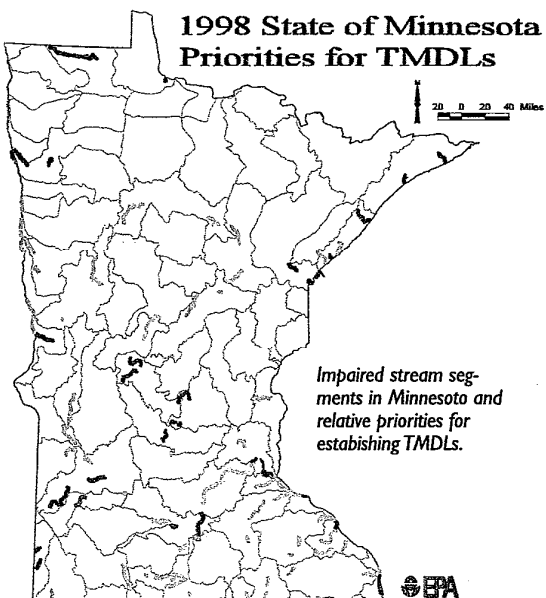 1998 State of Minnesota
Priorities for TMDLs
N
20 0 20 40 Miles
Impaired stream seg-
ments in Minnesoto and
relative priorities for
estabishing TMDLs.
EPA